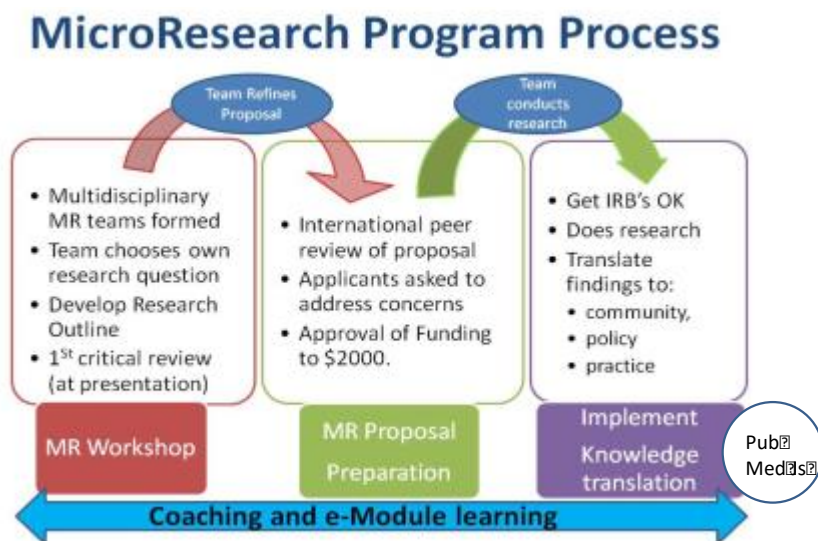 MicroResearch Program Process
Team Refines
Proposal
Team
conducts
research
• Multidisciplinary
MR teams formed
• Team chooses own
research question
• Develop Research
Outline
• 1St critical review
(at presentation)
• International peer
review of proposal
• Applicants asked to
address concerns
• Approval of Funding
to $2000.
• Get IRB's OK
• Does research
• Translate
findings to:
• community,
• policy
• practice
MR Workshop
MR Proposal
Preparation
Implement
Knowledge
translation
Pub
Coaching and e-Module learning